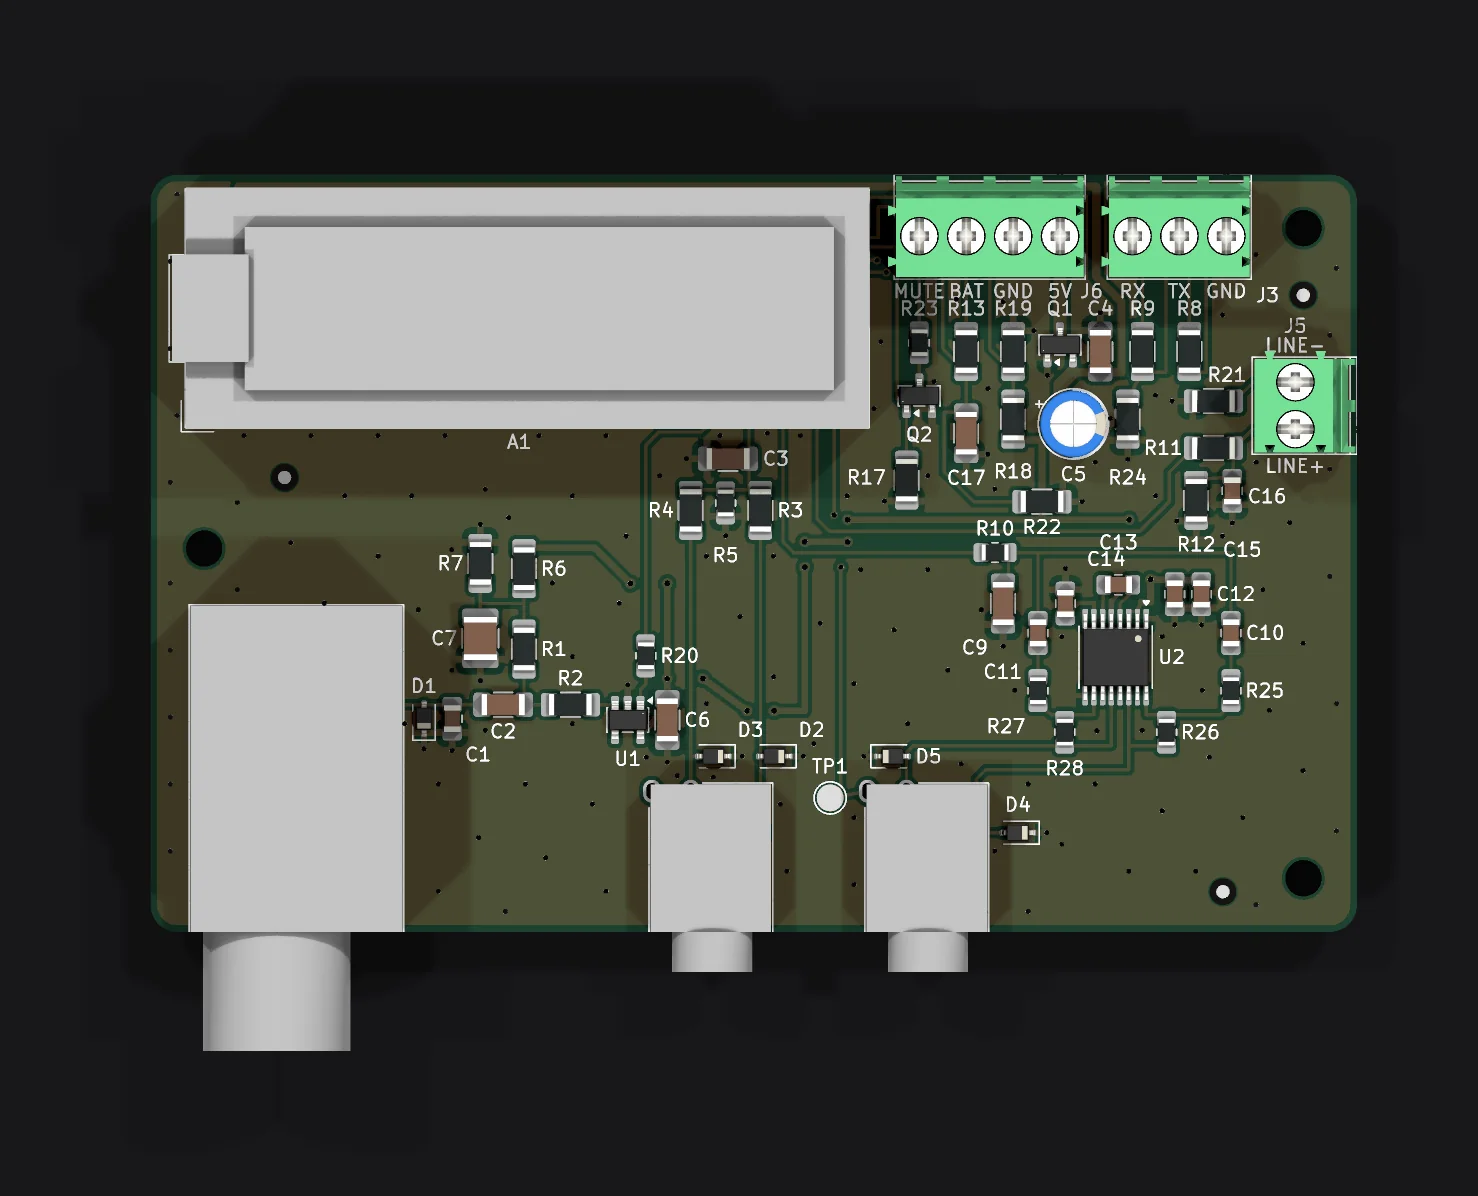 MUTE BAT GND 5V J6 RX TX GND J3
R23 R13 R19 Q1 C4 R9 R8
J5
LINE-
R21
A1
Q2
C3
R11
LINE+
R17
C17
R18
C5
R24
R4
R3
C16
R5
R10
R22
C13
R12
C15
C14
R7
R6
C12
C7
R1
C9
C10
R20
C11
U2
D1
R2
R25
C2
C6
C1
U1
D3
D2
R27
R26
TP1
D5
R28
D4
+